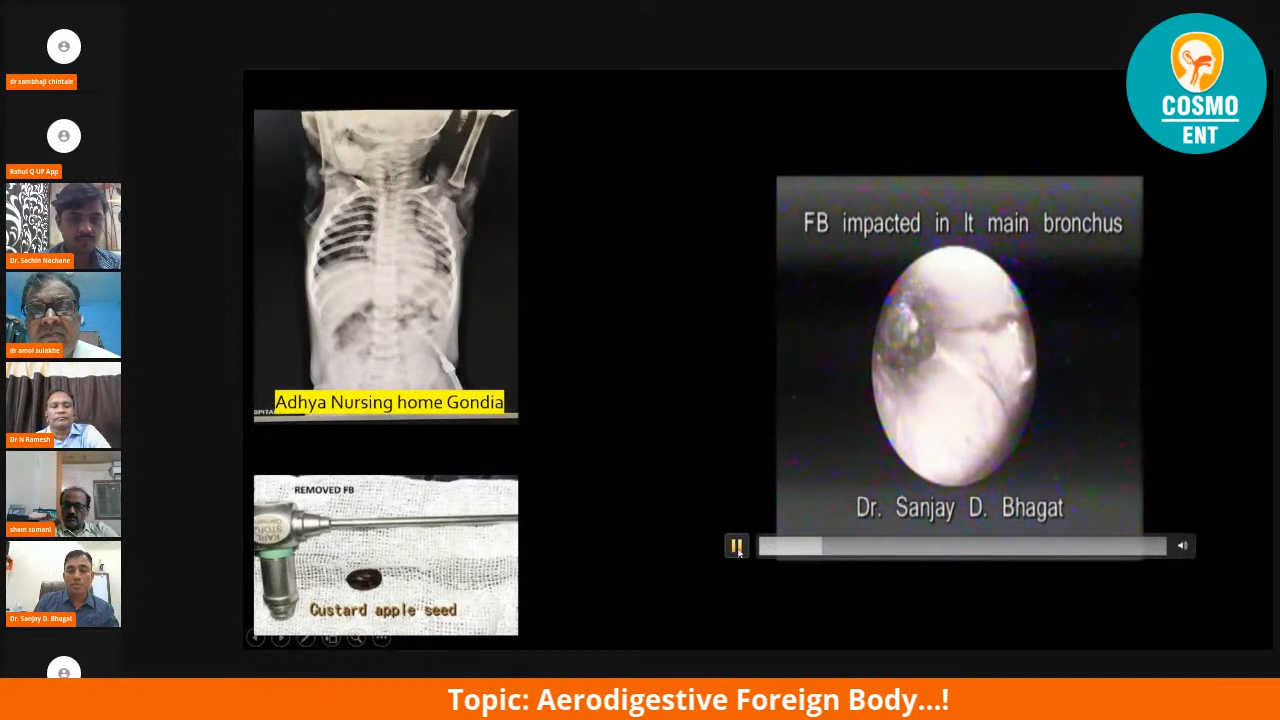 dr sambhaji chintale
Rahul Q UP App
Dr. Sachin Nachane
dr amol sulakhe
Dr N Ramesh
sham somani
Dr. Sanjay D. Bhagat
COSMO
ENT
Adhya Nursing home Gondia
REMOVED FB
KARL
STORZ
Custard apple seed
FB impacted in lt main bronchus
Dr. Sanjay D. Bhagat
Topic: Aerodigestive Foreign Body...!